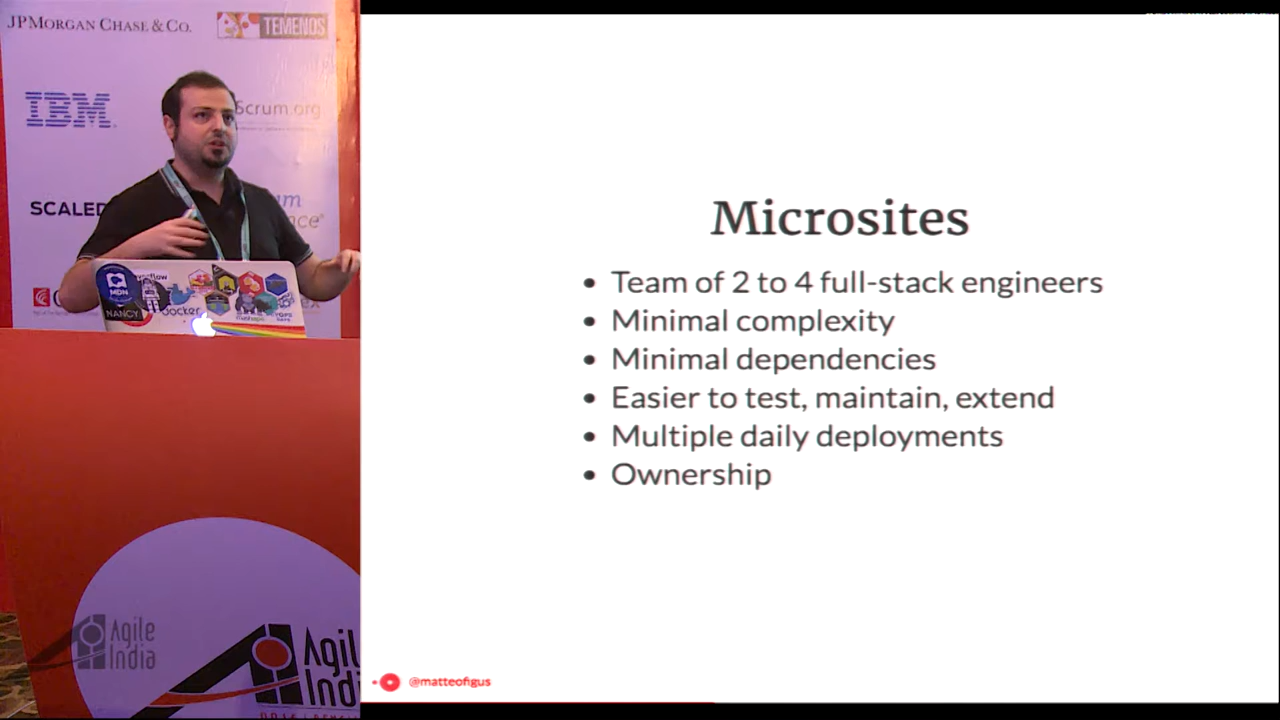 JPMORGAN CHASE & CO.
TEMENOS
IBM
Scrum.org
SCALED
MDN
NANCY
docker
Agile
India
Microsites
• Team of 2 to 4 full-stack engineers
• Minimal complexity
• Minimal dependencies
• Easier to test, maintain, extend
• Multiple daily deployments
• Ownership
@matteofigus